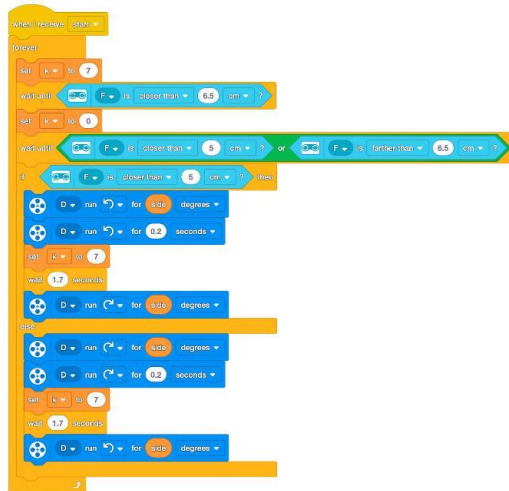 when I receive start
forever
set k to 7
wait until F is closer than 6.5 cm ?
set k to 0
wait until F is closer than 5 cm ? or F is farther than 6.5 cm ?
if F is closer than 5 cm ? then
D run for side degrees
D run for 0.2 seconds
set k to 7
wait 1.7 seconds
D run for side degrees
else
D run for side degrees
D run for 0.2 seconds
set k to 7
wait 1.7 seconds
D run for side degrees